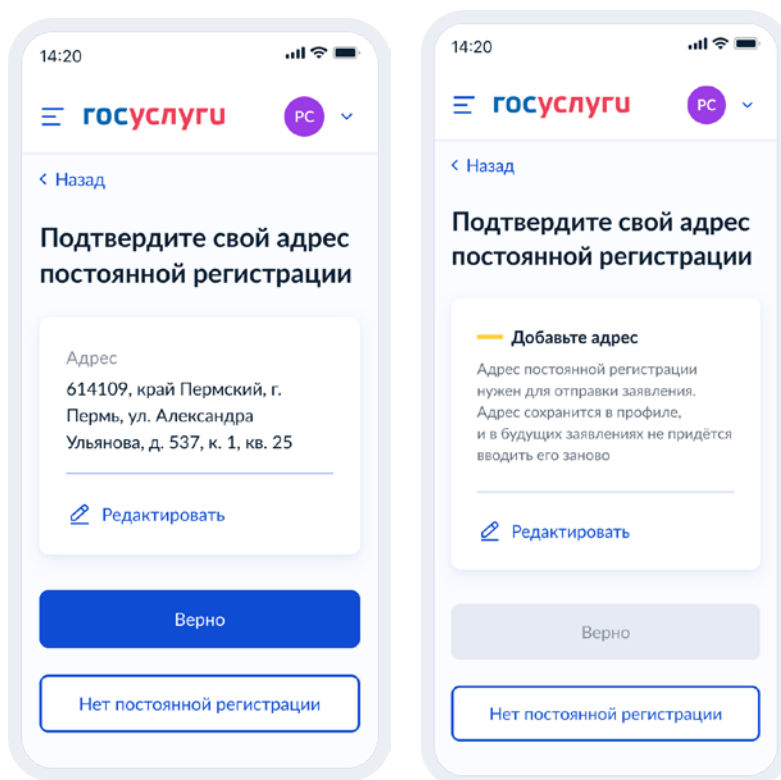 14:20
госуслуги
РС
Назад
Подтвердите свой адрес
постоянной регистрации
Адрес
614109, край Пермский, г.
Пермь, ул. Александра
Ульянова, д. 537, к. 1, кв. 25
Редактировать
Верно
Нет постоянной регистрации
14:20
госуслуги
РС
Назад
Подтвердите свой адрес
постоянной регистрации
Добавьте адрес
Адрес постоянной регистрации
нужен для отправки заявления.
Адрес сохранится в профиле,
и в будущих заявлениях не придётся
вводить его заново
Редактировать
Верно
Нет постоянной регистрации